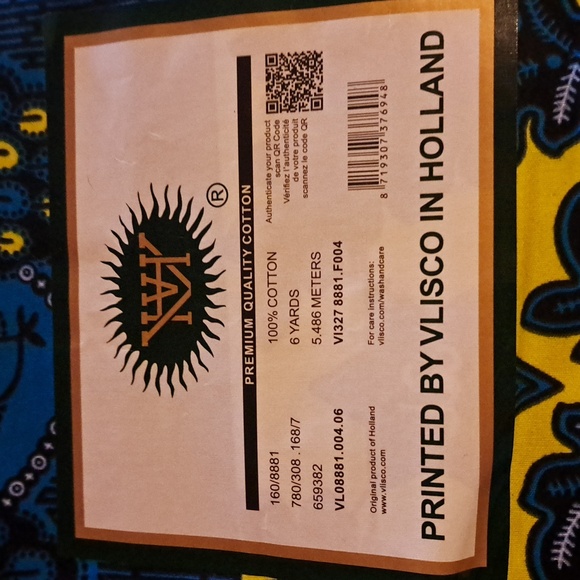 ®
PREMIUM QUALITY COTTON
160/8881
780/308 .168/7
659382
VL08881.004.06
100% COTTON
6 YARDS
5.486 METERS
VI327 8881.F004
Authenticate your product
scan QR Code
Vérifiez l'authenticité
de votre produit
scannez le code QR
Original product of Holland
www.vlisco.com
For care instructions:
vlisco.com/washandcare
8 719307 376948
PRINTED BY VLISCO IN HOLLAND